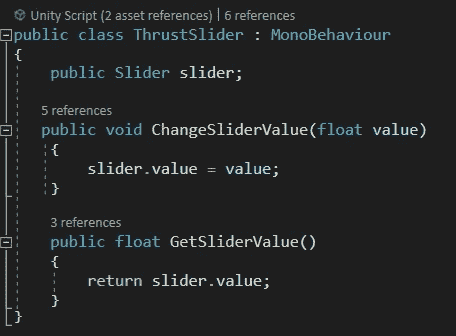 Unity Script (2 asset references) | 6 references
public class ThrustSlider : MonoBehaviour
{
public Slider slider;
5 references
public void ChangeSliderValue(float value)
{
slider.value = value;
}
3 references
public float GetSliderValue()
{
return slider.value;
}
}